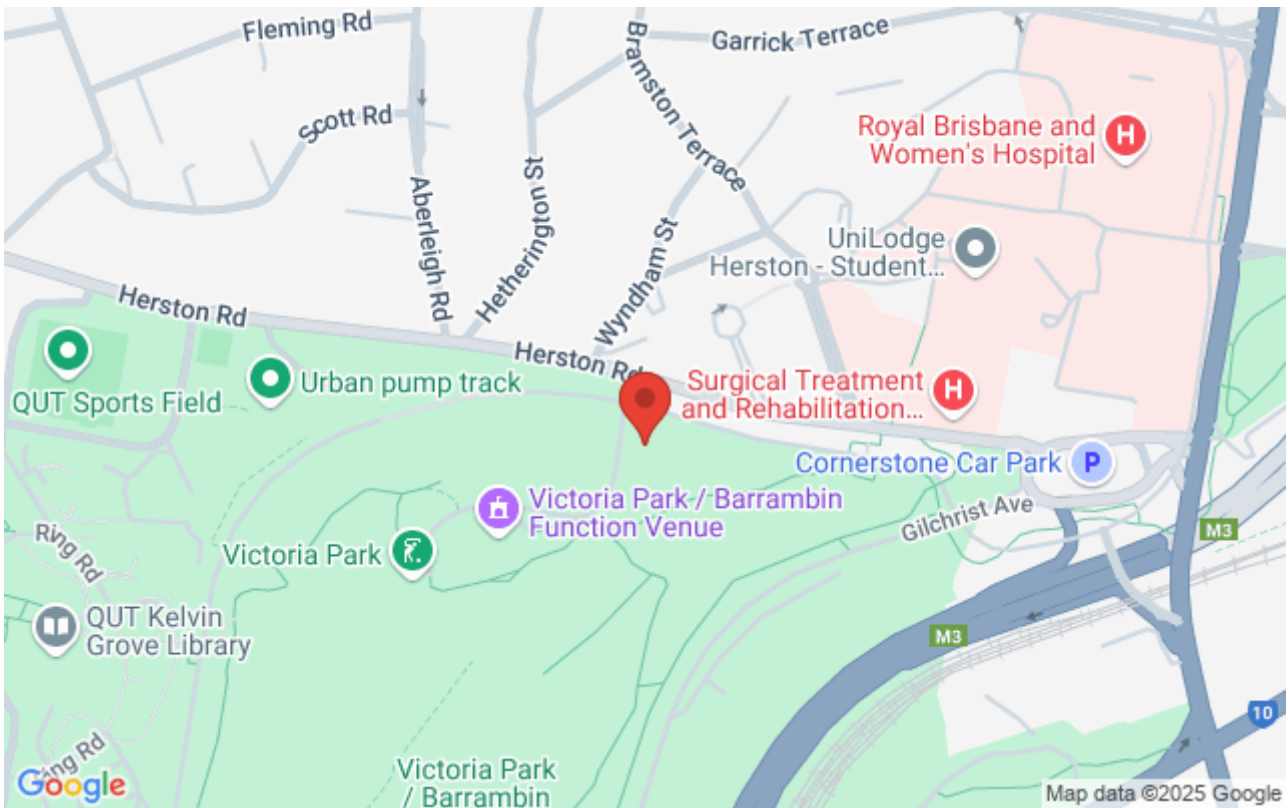 Fleming Rd
Garrick Terrace
Bramston Terrace
Scott Rd
Royal Brisbane and
Women's Hospital
H
Aberleigh Rd
Hetherington St
Wyndham St
UniLodge
Herston - Student...
Herston Rd
Herston Rd
QUT Sports Field
Urban pump track
Surgical Treatment
and Rehabilitation...
H
Cornerstone Car Park
P
Victoria Park / Barrambin
Function Venue
Gilchrist Ave
M3
Victoria Park
Ring Rd
QUT Kelvin
Grove Library
M3
10
Ring Rd
Victoria Park
/ Barrambin
Google
Map data ©2025 Google